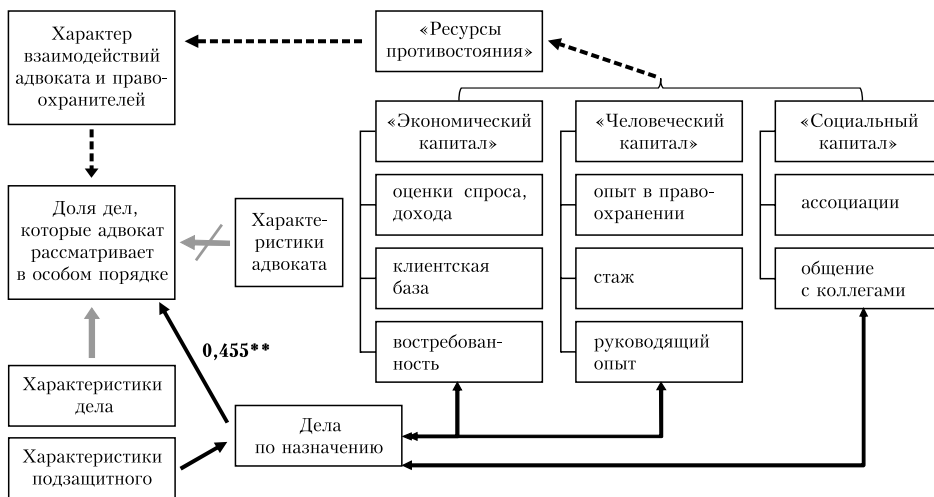 Характер
взаимодействий
адвоката и право-
охранителей
«Ресурсы
противостояния»
«Экономический
капитал»
«Человеческий
капитал»
«Социальный
капитал»
оценки спроса,
дохода
опыт в право-
охранении
ассоциации
Доля дел,
которые адвокат
рассматривает
в особом порядке
Характе-
ристики
адвоката
клиентская
база
стаж
общение
с коллегами
0,455**
востребован-
ность
руководящий
опыт
Характеристики
дела
Дела
по назначению
Характеристики
подзащитного